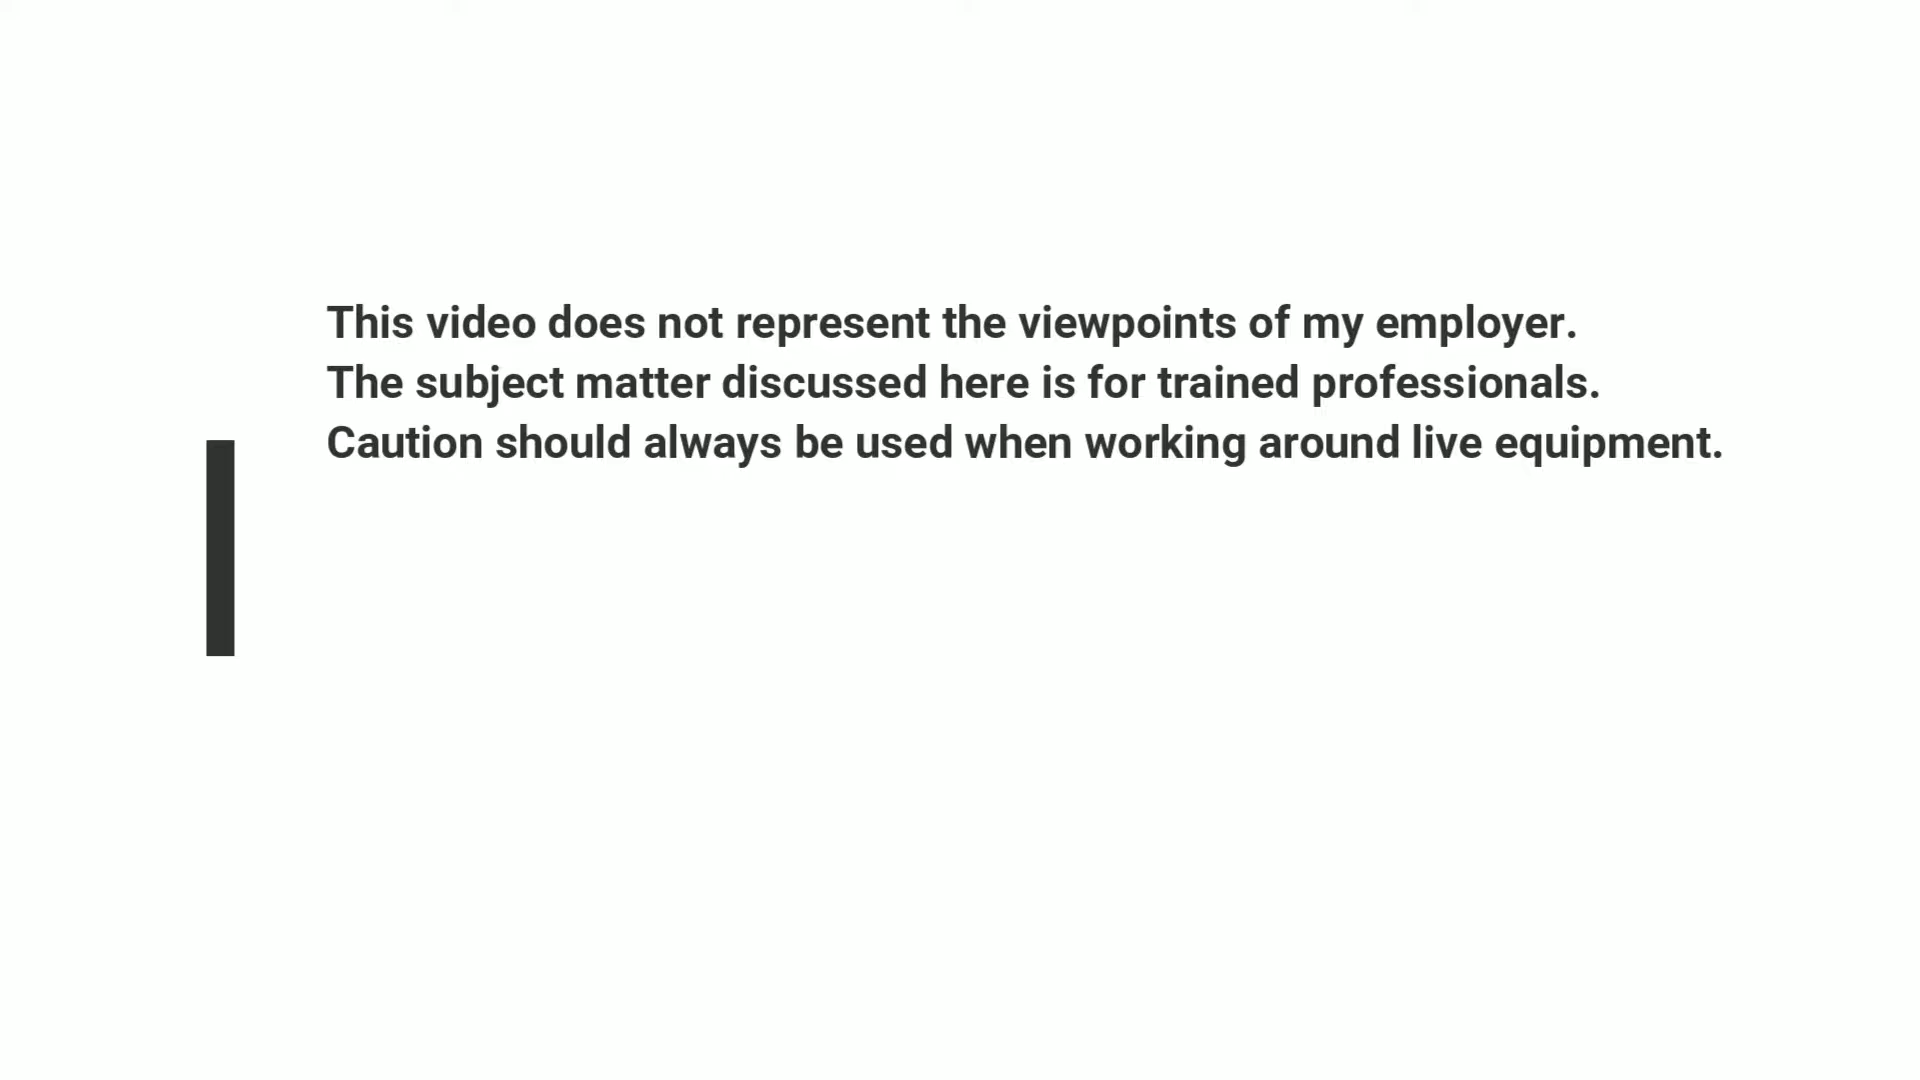 This video does not represent the viewpoints of my employer.
The subject matter discussed here is for trained professionals.
Caution should always be used when working around live equipment.